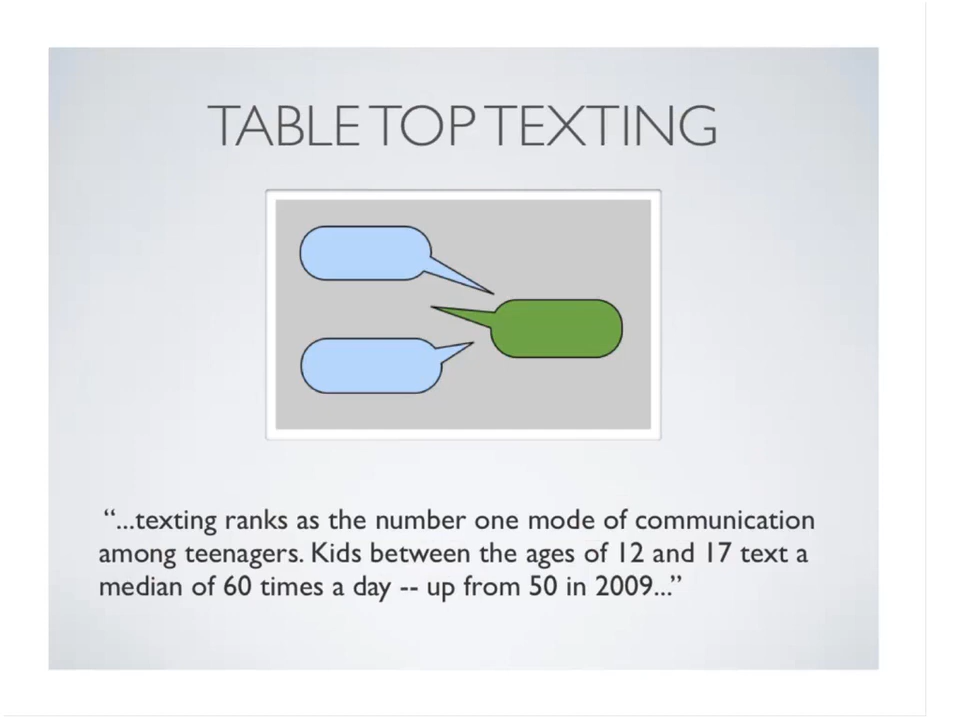 TABLE TOP TEXTING
“...texting ranks as the number one mode of communication
among teenagers. Kids between the ages of 12 and 17 text a
median of 60 times a day -- up from 50 in 2009...”